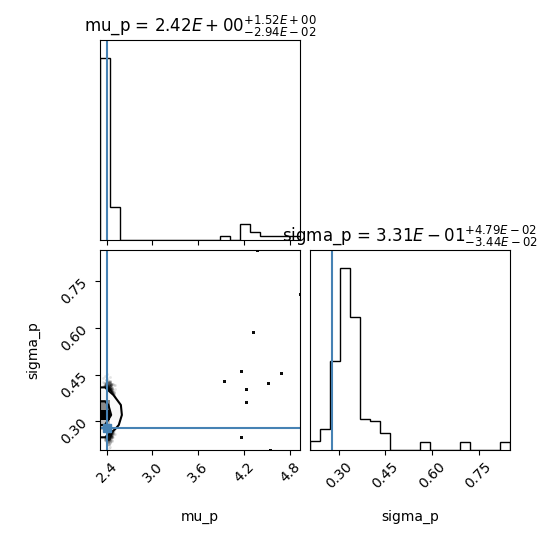 mu_p = 2.42E + 00^{+1.52E+00}_{-2.94E-02}
sigma_p = 3.31E − 01^{+4.79E−02}_{−3.44E−02}
sigma_p
0.75
0.60
0.45
0.30
2.4 3.0 3.6 4.2 4.8
0.30 0.45 0.60 0.75
mu_p
sigma_p